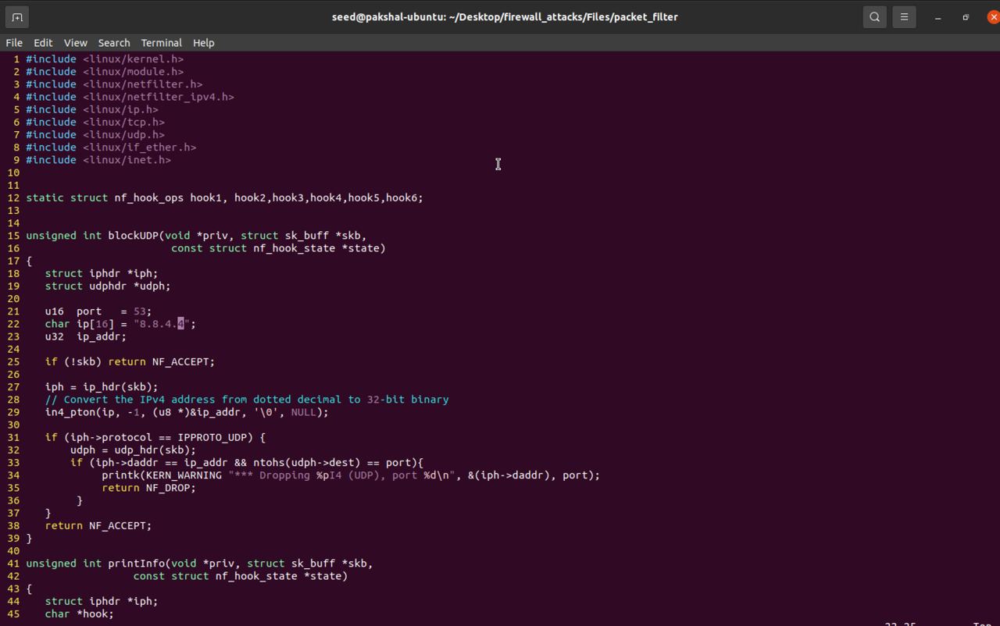 seed@pakshal-ubuntu: ~/Desktop/firewall_attacks/Files/packet_filter
File Edit View Search Terminal Help
1 #include <linux/kernel.h>
2 #include <linux/module.h>
3 #include <linux/netfilter.h>
4 #include <linux/netfilter_ipv4.h>
5 #include <linux/ip.h>
6 #include <linux/tcp.h>
7 #include <linux/udp.h>
8 #include <linux/if_ether.h>
9 #include <linux/inet.h>
10
11
12 static struct nf_hook_ops hook1, hook2,hook3,hook4,hook5,hook6;
13
14
15 unsigned int blockUDP(void *priv, struct sk_buff *skb,
16                        const struct nf_hook_state *state)
17 {
18    struct iphdr *iph;
19    struct udphdr *udph;
20
21    u16  port   = 53;
22    char ip[16] = "8.8.4.4";
23    u32  ip_addr;
24
25    if (!skb) return NF_ACCEPT;
26
27    iph = ip_hdr(skb);
28    // Convert the IPv4 address from dotted decimal to 32-bit binary
29    in4_pton(ip, -1, (u8 *)&ip_addr, '\0', NULL);
30
31    if (iph->protocol == IPPROTO_UDP) {
32        udph = udp_hdr(skb);
33        if (iph->daddr == ip_addr && ntohs(udph->dest) == port){
34             printk(KERN_WARNING "*** Dropping %pI4 (UDP), port %d\n", &(iph->daddr), port);
35             return NF_DROP;
36         }
37    }
38    return NF_ACCEPT;
39 }
40
41 unsigned int printInfo(void *priv, struct sk_buff *skb,
42                  const struct nf_hook_state *state)
43 {
44    struct iphdr *iph;
45    char *hook;